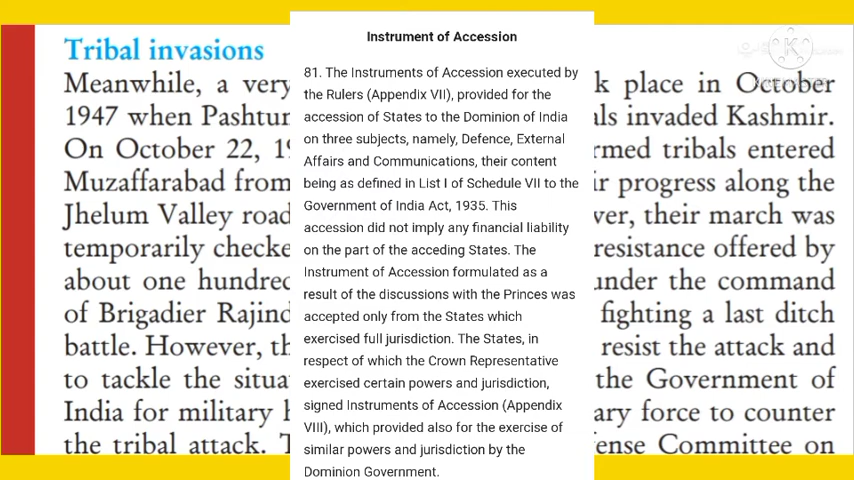 Instrument of Accession
81. The Instruments of Accession executed by
the Rulers (Appendix VII), provided for the
accession of States to the Dominion of India
on three subjects, namely, Defence, External
Affairs and Communications, their content
being as defined in List I of Schedule VII to the
Government of India Act, 1935. This
accession did not imply any financial liability
on the part of the acceding States. The
Instrument of Accession formulated as a
result of the discussions with the Princes was
accepted only from the States which
exercised full jurisdiction. The States, in
respect of which the Crown Representative
exercised certain powers and jurisdiction,
signed Instruments of Accession (Appendix
VIII), which provided also for the exercise of
similar powers and jurisdiction by the
Dominion Government.
Tribal invasions
Meanwhile, a very k place in October
1947 when Pashtun als invaded Kashmir.
On October 22, 19 rmed tribals entered
Muzaffarabad from ir progress along the
Jhelum Valley road ver, their march was
temporarily checke resistance offered by
about one hundred under the command
of Brigadier Rajind fighting a last ditch
battle. However, th resist the attack and
to tackle the situa the Government of
India for military h ary force to counter
the tribal attack. T ense Committee on
K